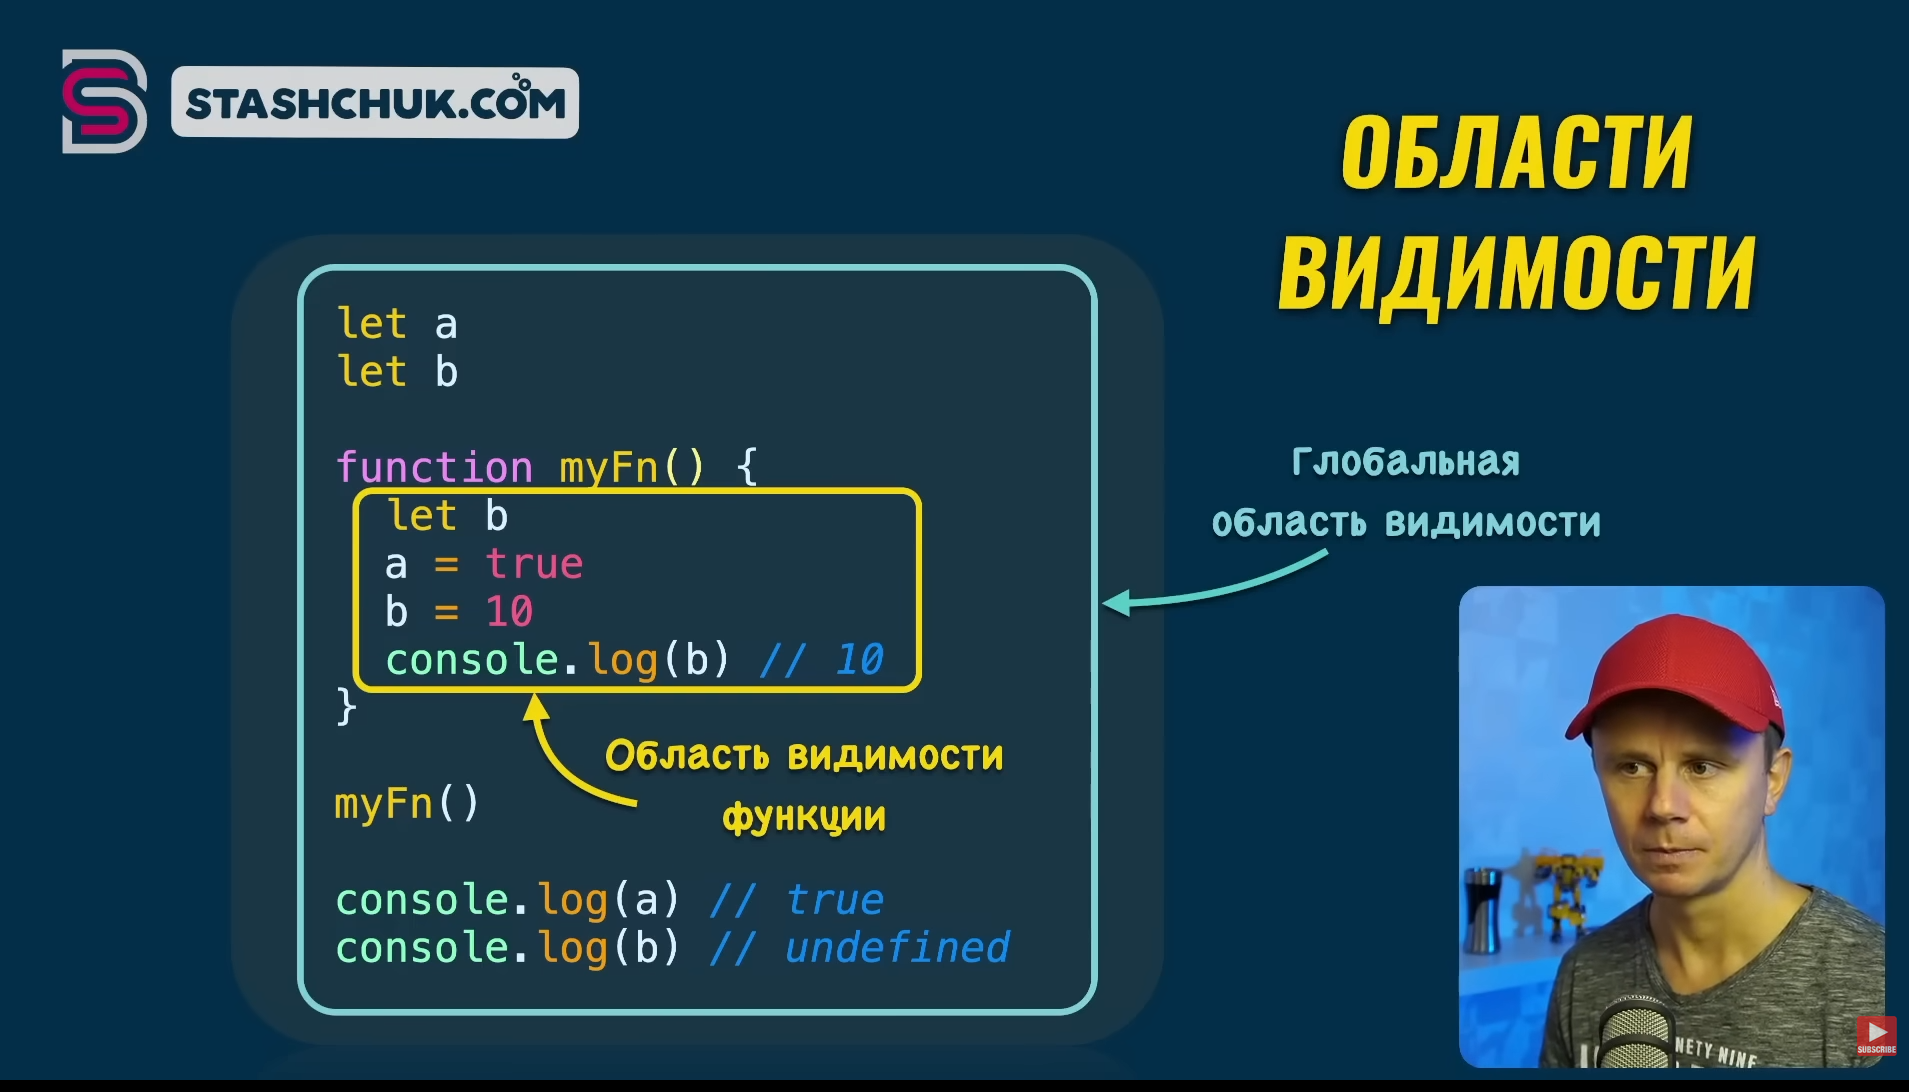 STASHCHUK.COM
ОБЛАСТИ
ВИДИМОСТИ
let a
let b
function myFn() {
let b
a = true
b = 10
console.log(b) // 10
}
Область видимости
функции
myFn()
console.log(a) // true
console.log(b) // undefined
Глобальная
область видимости
NETY NINE
SUBSCRIBE